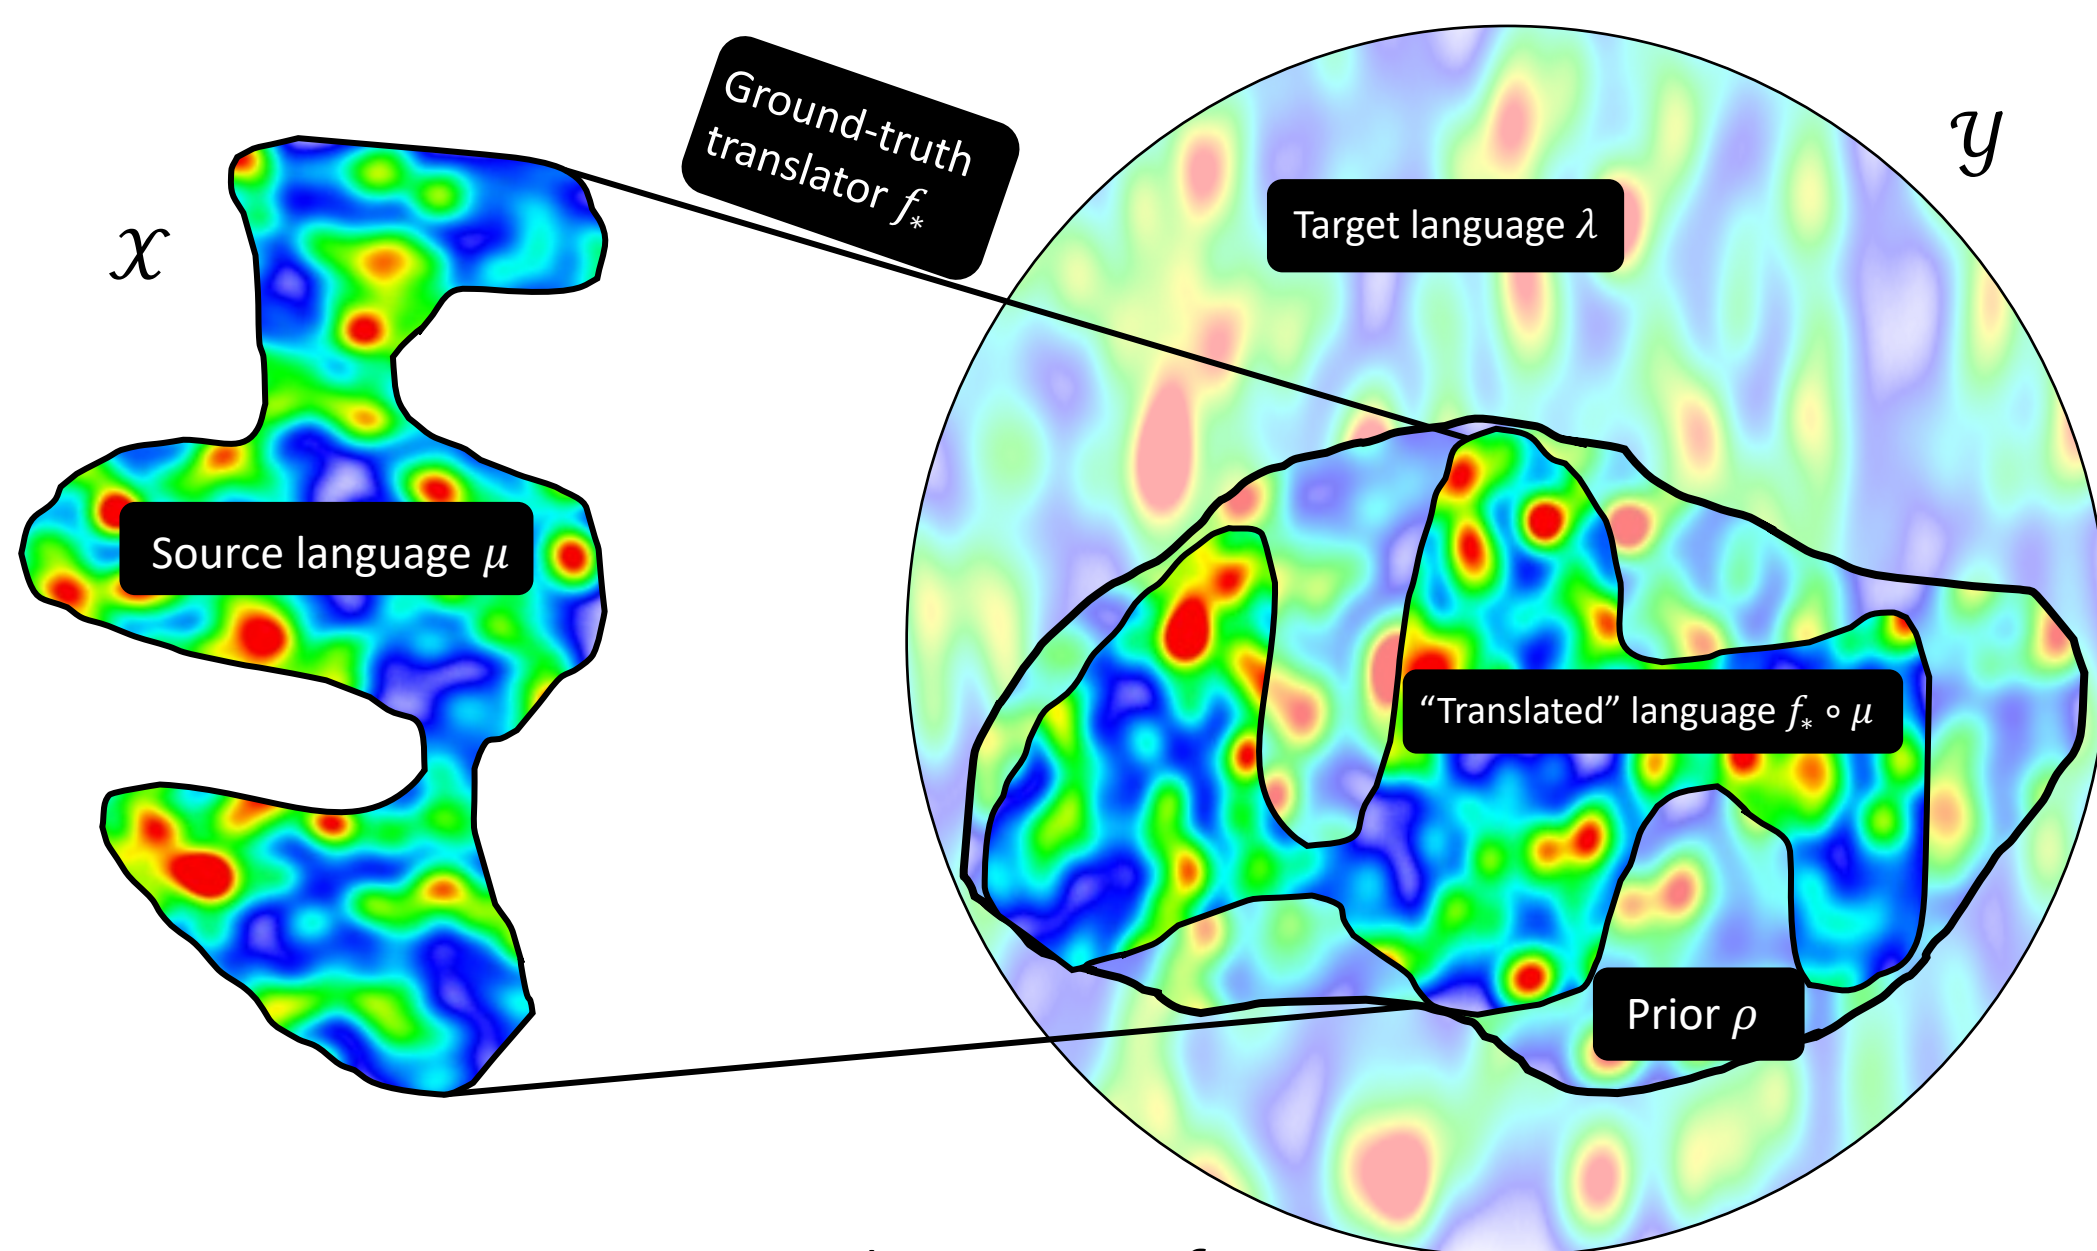 𝒳
Source language μ
Ground-truth
translator f*
Target language λ
𝒴
“Translated” language f* ∘ μ
Prior ρ